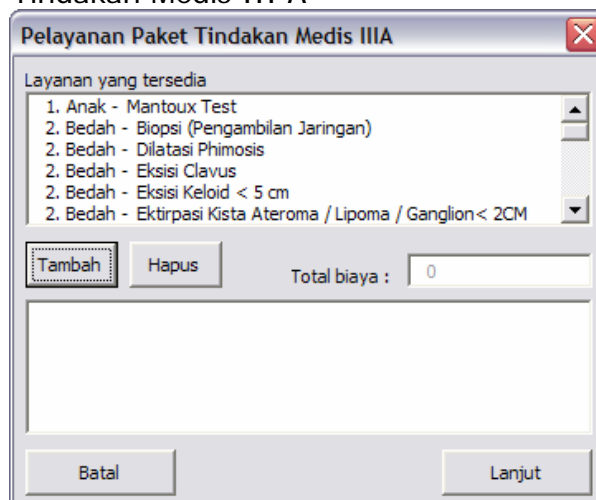 Tindakan Medis III A
Pelayanan Paket Tindakan Medis IIIA
Layanan yang tersedia
1. Anak - Mantoux Test
2. Bedah - Biopsi (Pengambilan Jaringan)
2. Bedah - Dilatasi Phimosis
2. Bedah - Eksisi Clavus
2. Bedah - Eksisi Keloid < 5 cm
2. Bedah - Ektirpasi Kista Ateroma / Lipoma / Ganglion< 2CM
Tambah Hapus Total biaya : 0
Batal Lanjut